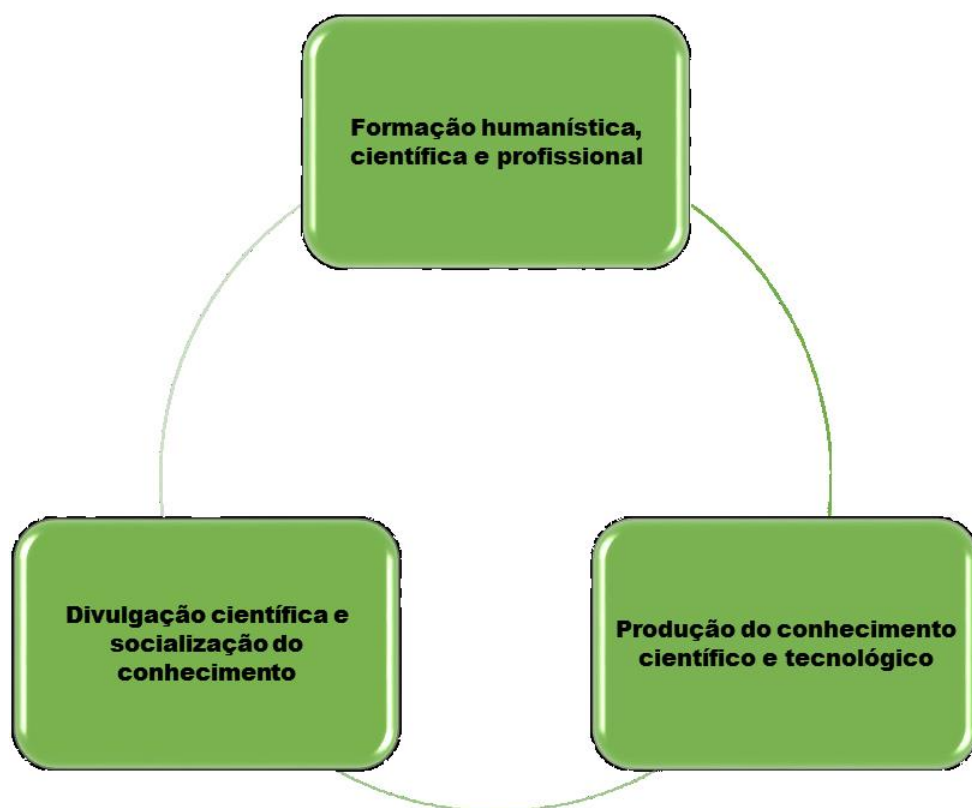 Formação humanística,
científica e profissional
Divulgação científica e
socialização do
conhecimento
Produção do conhecimento
científico e tecnológico